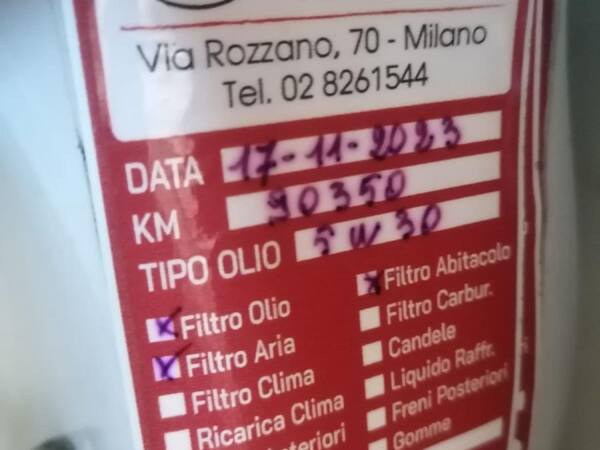 Via Rozzano, 70 - Milano
Tel. 02 8261544
DATA 17-11-2023
KM 90350
TIPO OLIO 5W30
Filtro Olio
Filtro Aria
Filtro Clima
Ricarica Clima
Filtro Abitacolo
Filtro Carbur.
Candele
Liquido Raffr.
Freni Posteriori
Gomme